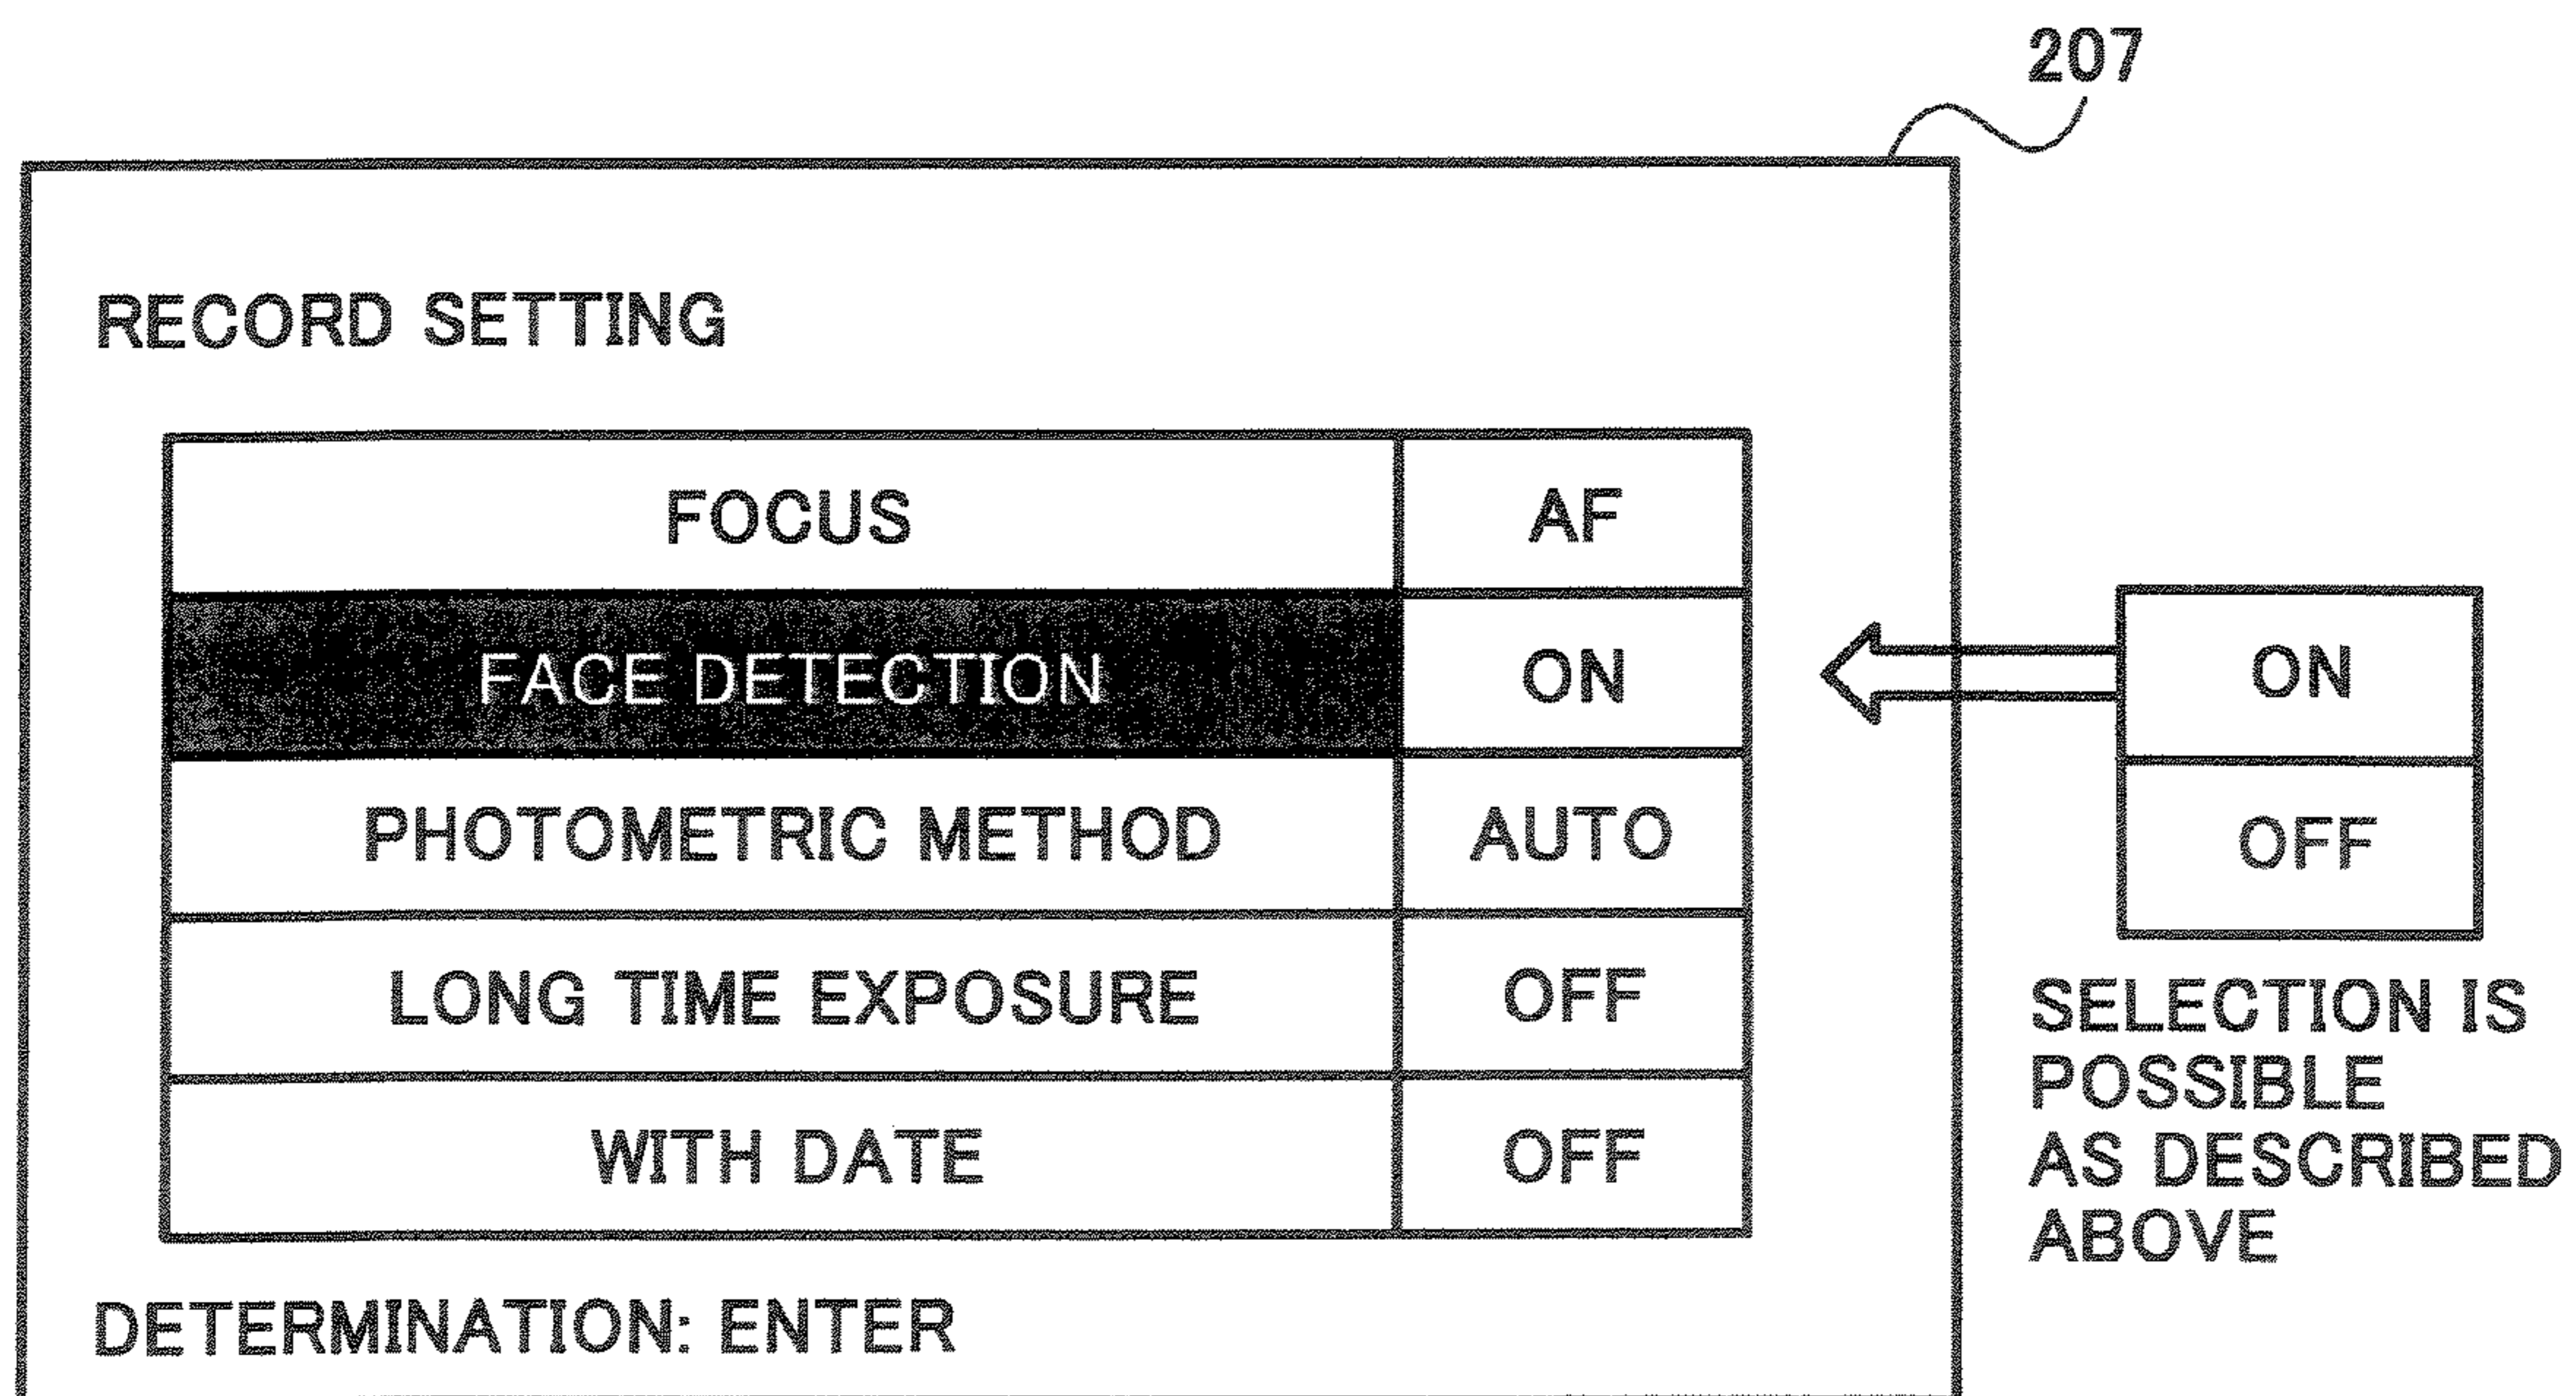 207
RECORD SETTING
FOCUS AF
FACE DETECTION ON
PHOTOMETRIC METHOD AUTO
LONG TIME EXPOSURE OFF
WITH DATE OFF
DETERMINATION: ENTER
ON
OFF
SELECTION IS
POSSIBLE
AS DESCRIBED
ABOVE